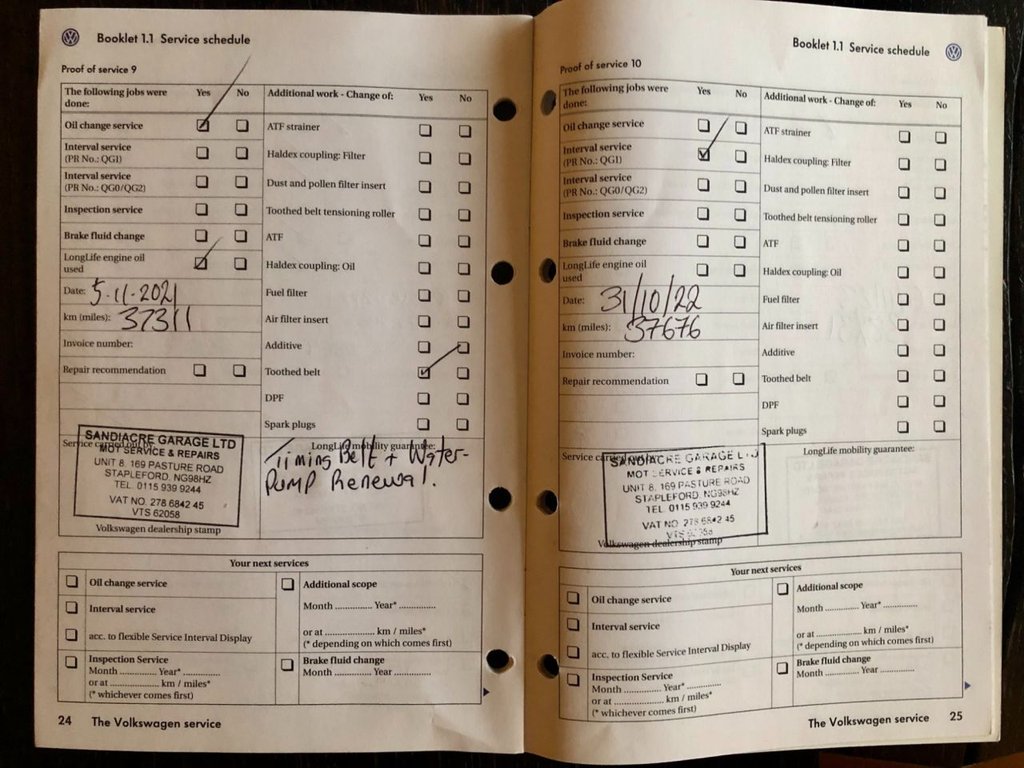 Booklet 1.1 Service schedule
Proof of service 9
The following jobs were done: Yes No
Oil change service
Interval service
(PR No.: QG1)
Interval service
(PR No.: QG0/QG2)
Inspection service
Brake fluid change
LongLife engine oil
used
Date: 5-11-2021
km (miles): 37311
Invoice number:
Repair recommendation
Additional work - Change of: Yes No
ATF strainer
Haldex coupling: Filter
Dust and pollen filter insert
Toothed belt tensioning roller
ATF
Haldex coupling: Oil
Fuel filter
Air filter insert
Additive
Toothed belt
DPF
Spark plugs
Service carried out by:
SANDIACRE GARAGE LTD
MOT SERVICE & REPAIRS
UNIT 8, 169 PASTURE ROAD
STAPLEFORD. NG98HZ
TEL. 0115 939 9244
VAT NO. 278 6842 45
VTS 62058
Volkswagen dealership stamp
LongLife mobility guarantee:
Timing Belt + Water-
Pump Renewal.
Your next services
Oil change service
Interval service
acc. to flexible Service Interval Display
Inspection Service
Month .............. Year*..............
or at .................... km / miles*
(* whichever comes first)
Additional scope
Month .............. Year* ..............
or at .................... km / miles*
(* depending on which comes first)
Brake fluid change
Month .............. Year..............
24 The Volkswagen service
Booklet 1.1 Service schedule
Proof of service 10
The following jobs were done: Yes No
Oil change service
Interval service
(PR No.: QG1)
Interval service
(PR No.: QG0/QG2)
Inspection service
Brake fluid change
LongLife engine oil
used
Date: 31/10/22
km (miles): 37676
Invoice number:
Repair recommendation
Additional work - Change of: Yes No
ATF strainer
Haldex coupling: Filter
Dust and pollen filter insert
Toothed belt tensioning roller
ATF
Haldex coupling: Oil
Fuel filter
Air filter insert
Additive
Toothed belt
DPF
Spark plugs
Service carried out by:
SANDIACRE GARAGE L
MOT SERVICE & REPAIRS
UNIT 8, 169 PASTURE ROAD
STAPLEFORD. NG98HZ
TEL. 0115 939 9244
VAT NO. 278 6842 45
Volkswagen dealership stamp
LongLife mobility guarantee:
Your next services
Oil change service
Interval service
acc. to flexible Service Interval Display
Inspection Service
Month .............. Year*..............
or at .................... km / miles*
(* whichever comes first)
Additional scope
Month .............. Year* ..............
or at .................... km / miles*
(* depending on which comes first)
Brake fluid change
Month .............. Year..............
The Volkswagen service 25